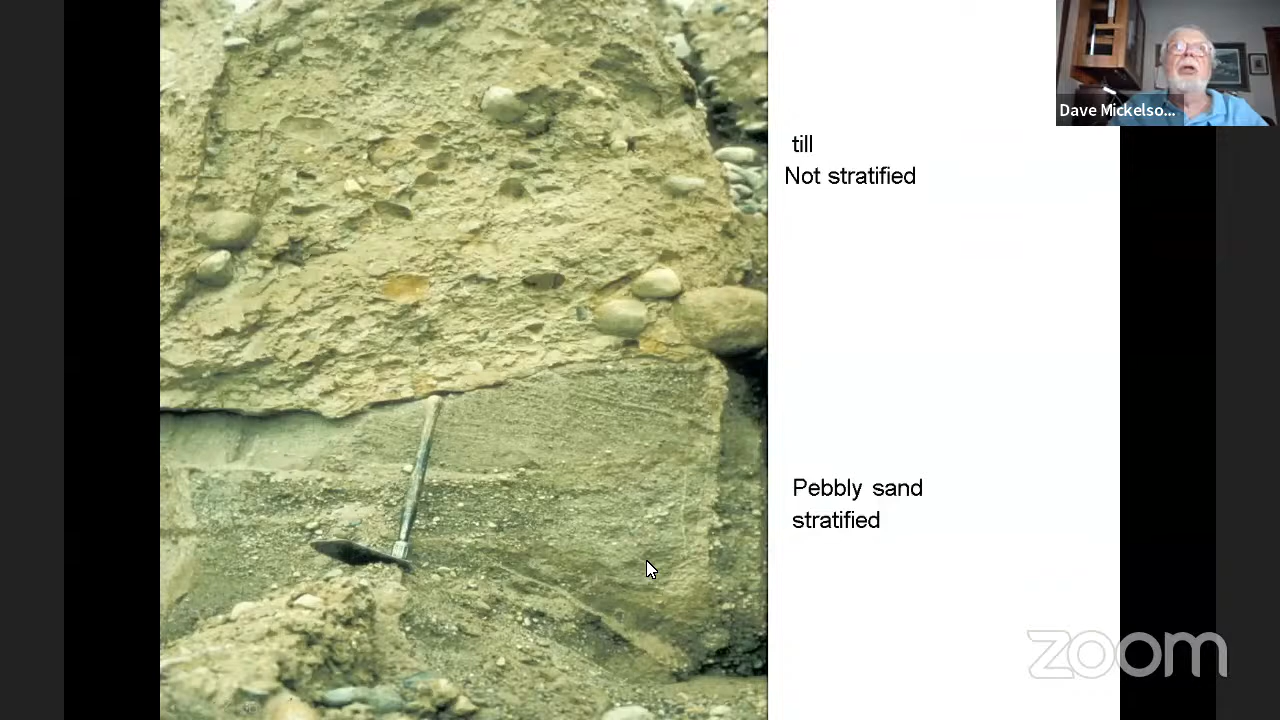 Dave Mickelso...
till
Not stratified
Pebbly sand
stratified
zoom